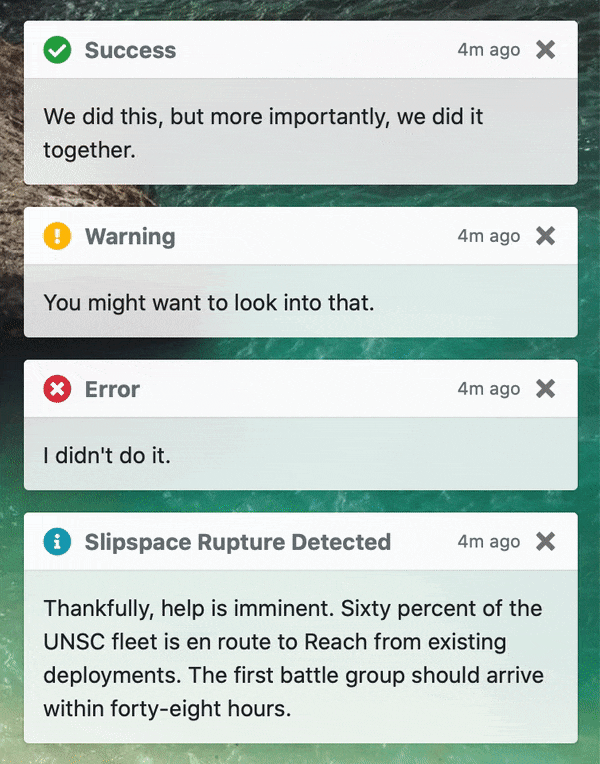 Success 4m ago
We did this, but more importantly, we did it
together.
Warning 4m ago
You might want to look into that.
Error 4m ago
I didn't do it.
Slipspace Rupture Detected 4m ago
Thankfully, help is imminent. Sixty percent of the
UNSC fleet is en route to Reach from existing
deployments. The first battle group should arrive
within forty-eight hours.